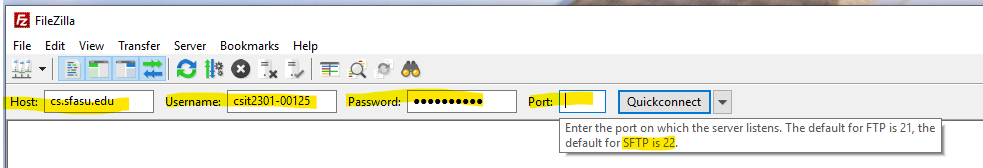 FileZilla
File Edit View Transfer Server Bookmarks Help
Host: cs.sfasu.edu Username: csit2301-00125 Password: ●●●●●●●●●● Port: Quickconnect
Enter the port on which the server listens. The default for FTP is 21, the
default for SFTP is 22.